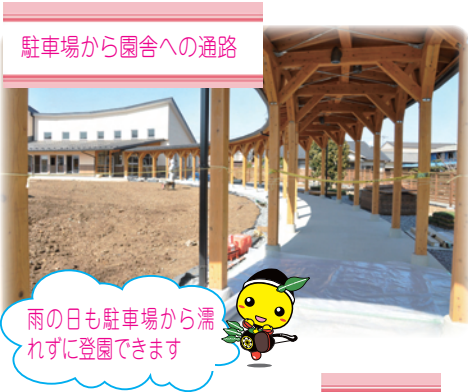 駐車場から園舎への通路
雨の日も駐車場から濡
れずに登園できます